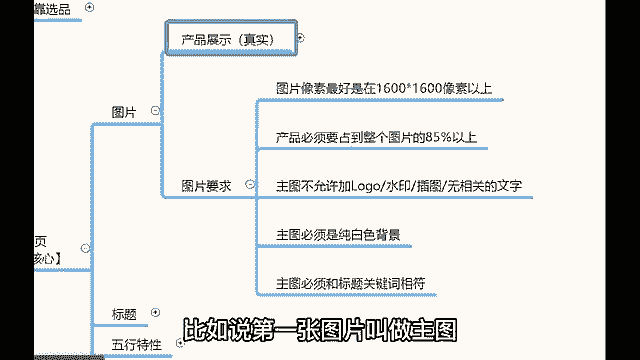 靠选品
产品展示（真实）
图片像素最好是在1600*1600像素以上
图片
产品必须要占到整个图片的85%以上
图片要求
主图不允许加Logo/水印/插图/无相关的文字
主图必须是纯白色背景
页
核心】
主图必须和标题关键词相符
标题
比如说第一张图片叫做主图
五行特性